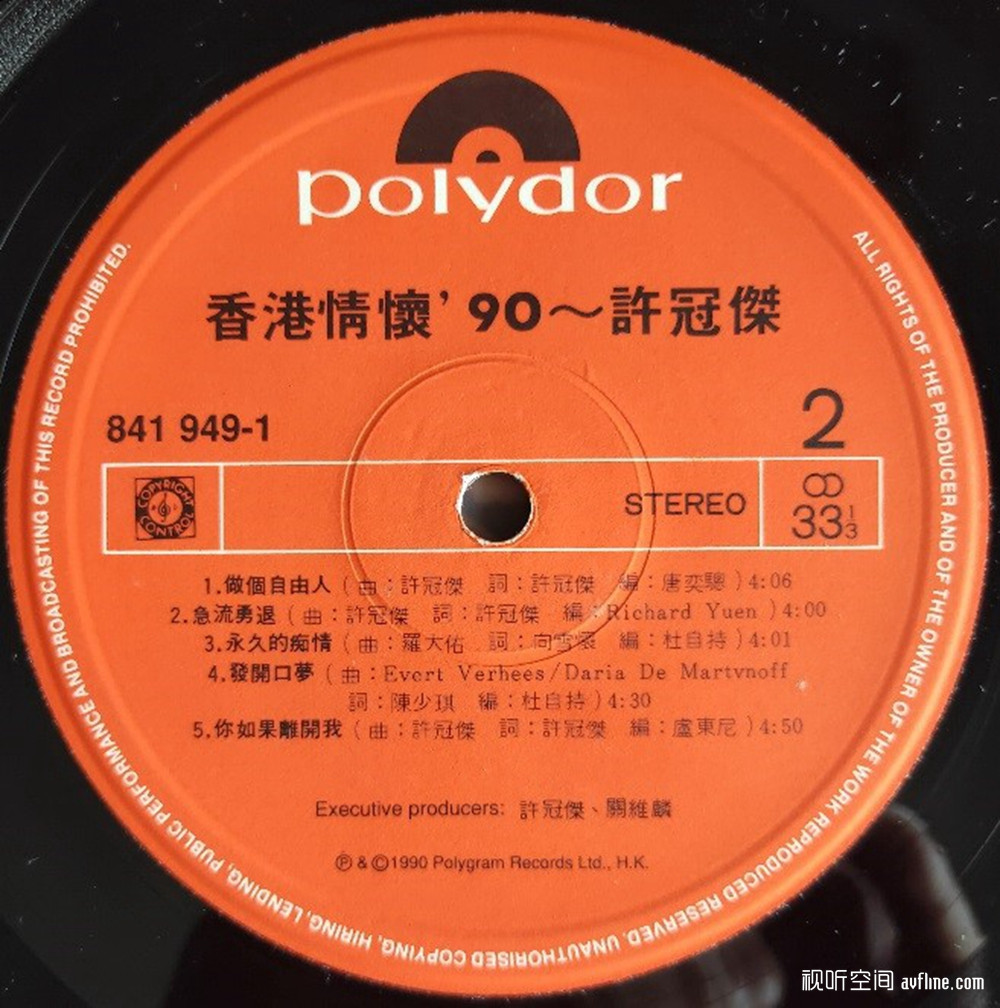 polydor
香港情懷'90～許冠傑
841 949-1
2
COPYRIGHT CONTROL
STEREO
33 1/3
1.做個自由人(曲:許冠傑 詞:許冠傑 編:唐奕聰)4:06
2.急流勇退(曲:許冠傑 詞:許冠傑 編:Richard Yuen)4:00
3.永久的痴情(曲:羅大佑 詞:向雪懷 編:杜自持)4:01
4.發開口夢(曲:Evert Verhees/Daria De Martvnoff
詞:陳少琪 編:杜自持)4:30
5.你如果離開我(曲:許冠傑 詞:許冠傑 編:盧東尼)4:50
Executive producers: 許冠傑、關維麟
℗ & ©1990 Polygram Records Ltd., H.K.
ALL RIGHTS OF THE PRODUCER AND OF THE OWNER OF THE WORK REPRODUCED RESERVED. UNAUTHORISED COPYING, HIRING, LENDING, PUBLIC PERFORMANCE AND BROADCASTING OF THIS RECORD PROHIBITED.
视听空间 avfline.com